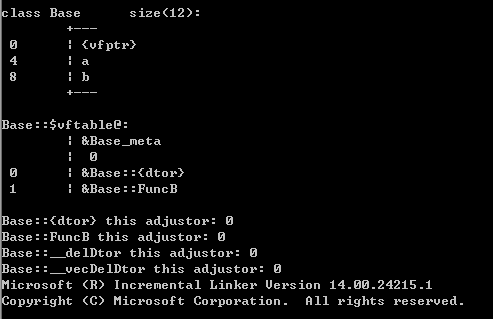 class Base      size(12):
        +---
 0      | {vfptr}
 4      | a
 8      | b
        +---
Base::$vftable@:
        | &Base_meta
        |  0
 0      | &Base::{dtor}
 1      | &Base::FuncB
Base::{dtor} this adjustor: 0
Base::FuncB this adjustor: 0
Base::__delDtor this adjustor: 0
Base::__vecDelDtor this adjustor: 0
Microsoft (R) Incremental Linker Version 14.00.24215.1
Copyright (C) Microsoft Corporation.  All rights reserved.